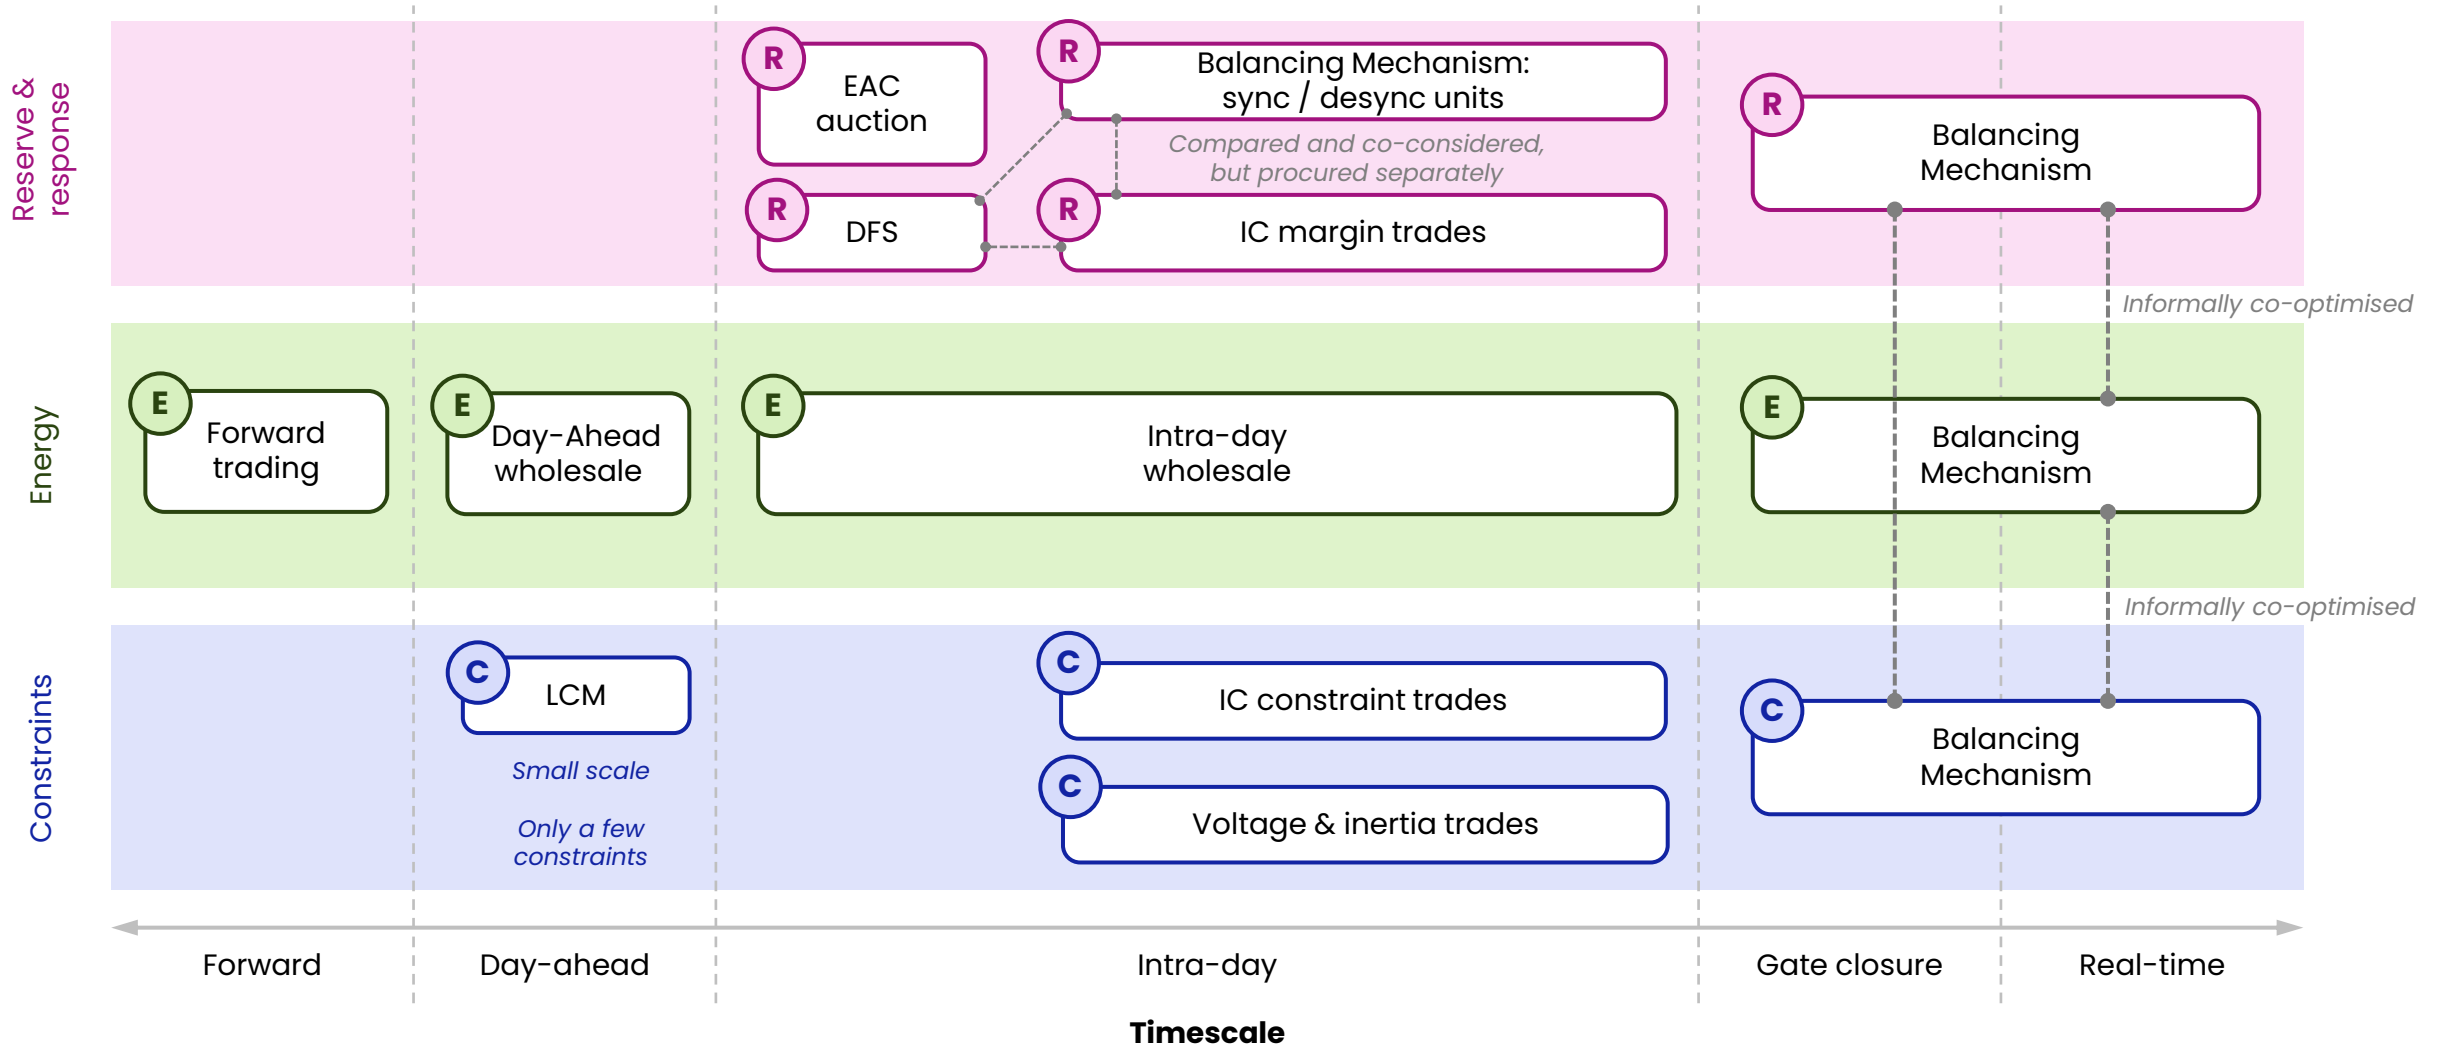 Reserve &
response
R
EAC
auction
R
Balancing Mechanism:
sync / desync units
Compared and co-considered,
but procured separately
R
DFS
R
IC margin trades
R
Balancing
Mechanism
Informally co-optimised
Energy
E
Forward
trading
E
Day-Ahead
wholesale
E
Intra-day
wholesale
E
Balancing
Mechanism
Informally co-optimised
Constraints
C
LCM
Small scale
Only a few
constraints
C
IC constraint trades
C
Voltage & inertia trades
C
Balancing
Mechanism
Forward
Day-ahead
Intra-day
Gate closure
Real-time
Timescale